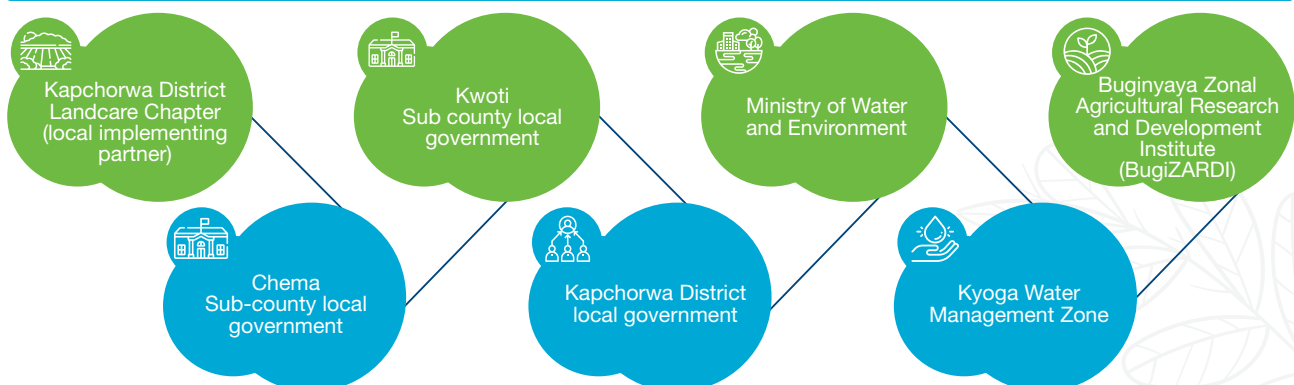 Kapchorwa District
Landcare Chapter
(local implementing
partner)
Kwoti
Sub county local
government
Ministry of Water
and Environment
Buginyaya Zonal
Agricultural Research
and Development
Institute
(BugiZARDI)
Chema
Sub-county local
government
Kapchorwa District
local government
Kyoga Water
Management Zone